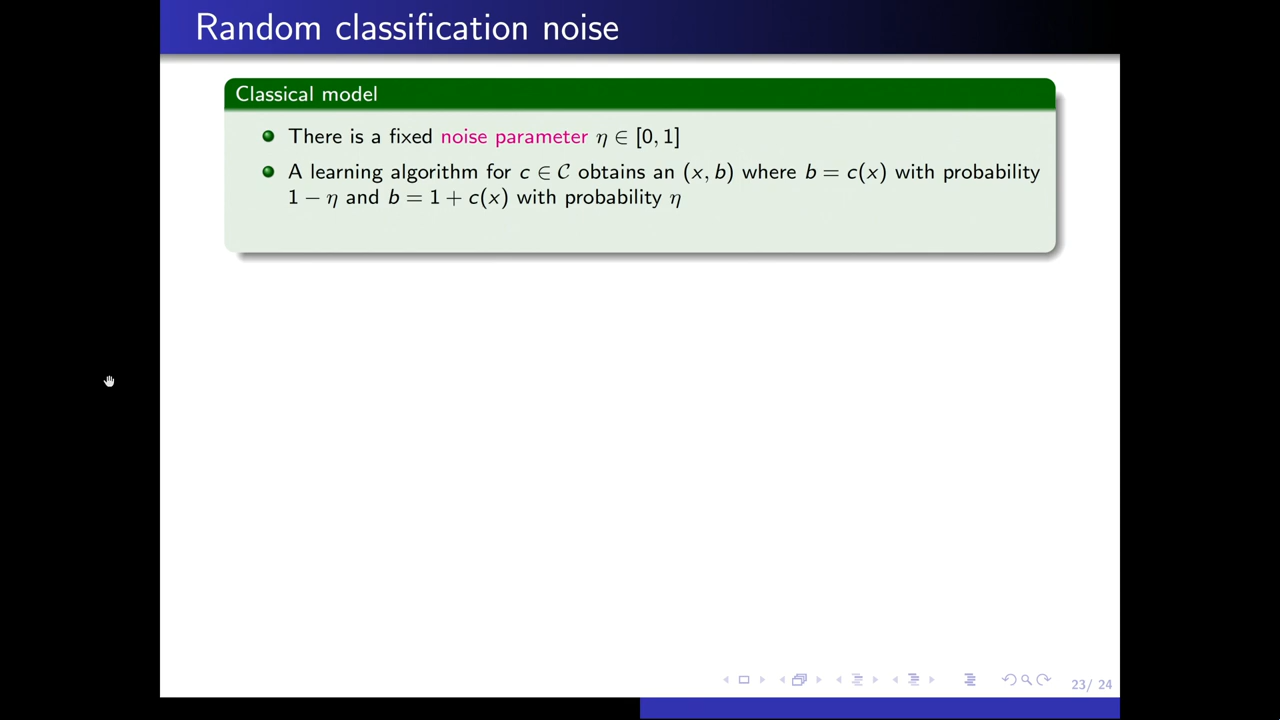 Random classification noise
Classical model
There is a fixed noise parameter η ∈ [0, 1]
A learning algorithm for c ∈ 𝒞 obtains an (x, b) where b = c(x) with probability
1 − η and b = 1 + c(x) with probability η
23/ 24